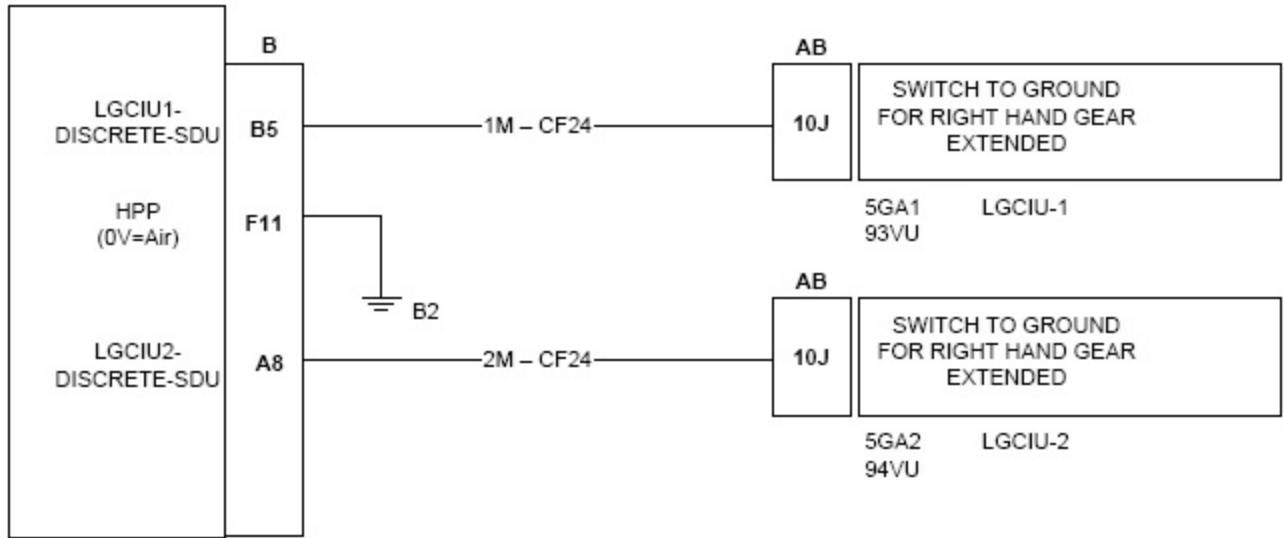 B
LGCIU1-
DISCRETE-SDU
B5
1M – CF24
AB
10J
SWITCH TO GROUND
FOR RIGHT HAND GEAR
EXTENDED
5GA1 LGCIU-1
93VU
HPP
(0V=Air)
F11
B2
LGCIU2-
DISCRETE-SDU
A8
2M – CF24
AB
10J
SWITCH TO GROUND
FOR RIGHT HAND GEAR
EXTENDED
5GA2 LGCIU-2
94VU